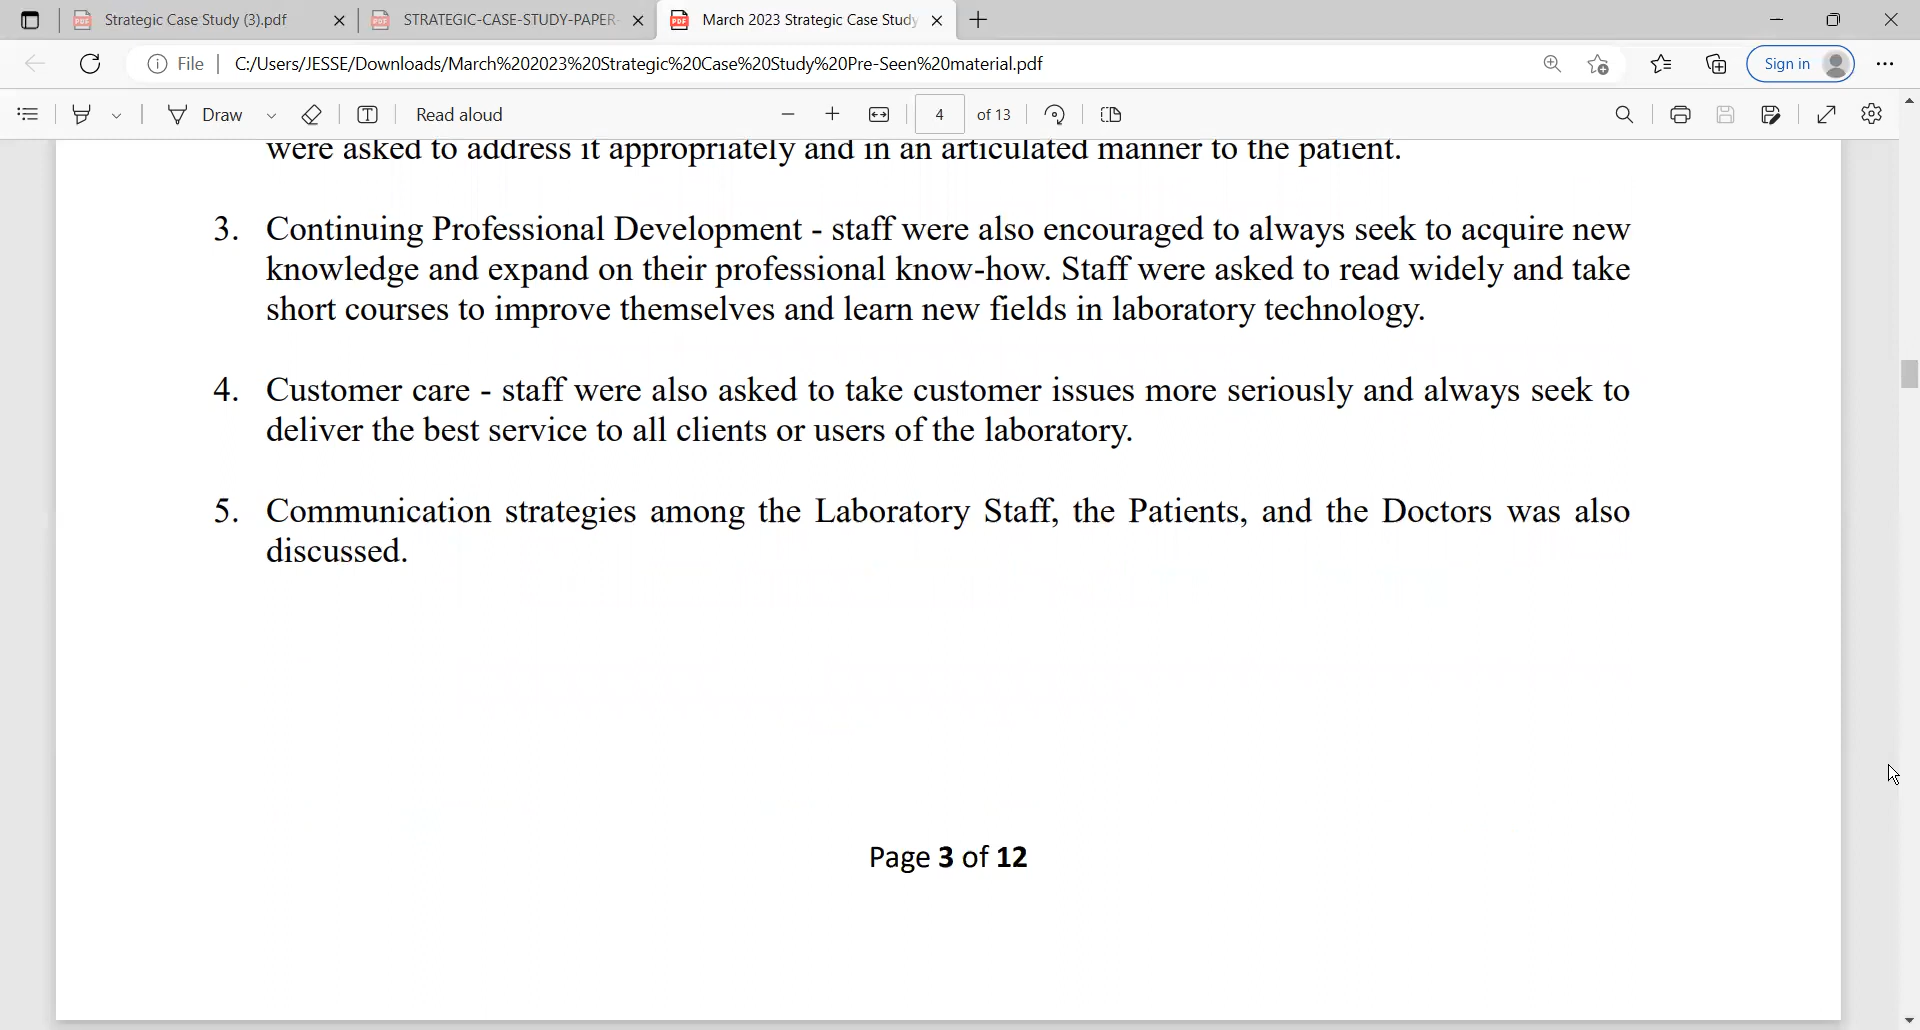 Strategic Case Study (3).pdf
STRATEGIC-CASE-STUDY-PAPER-
March 2023 Strategic Case Study
File
C:/Users/JESSE/Downloads/March%202023%20Strategic%20Case%20Study%20Pre-Seen%20material.pdf
Sign in
Draw
Read aloud
4 of 13
were asked to address it appropriately and in an articulated manner to the patient.
3. Continuing Professional Development - staff were also encouraged to always seek to acquire new
knowledge and expand on their professional know-how. Staff were asked to read widely and take
short courses to improve themselves and learn new fields in laboratory technology.
4. Customer care - staff were also asked to take customer issues more seriously and always seek to
deliver the best service to all clients or users of the laboratory.
5. Communication strategies among the Laboratory Staff, the Patients, and the Doctors was also
discussed.
Page 3 of 12